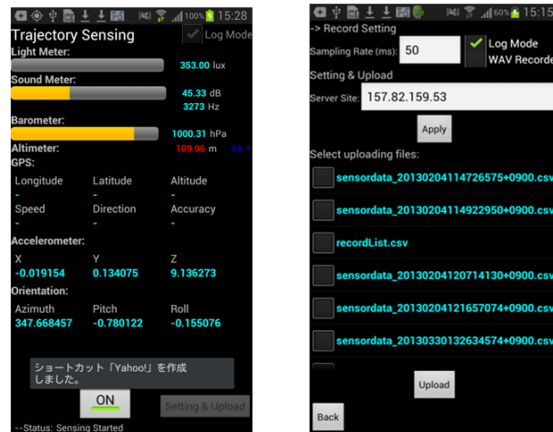 100% 15:28
Trajectory Sensing
Log Mode
Light Meter:
353.00 lux
Sound Meter:
45.33 dB
3273 Hz
Barometer:
1000.31 hPa
Altimeter:
109.06 m
GPS:
Longitude Latitude Altitude
- - -
Speed Direction Accuracy
- - -
Accelerometer:
X Y Z
-0.019154 0.134075 9.136273
Orientation:
Azimuth Pitch Roll
347.668457 -0.780122 -0.155076
ショートカット「Yahoo!」を作成
しました。
ON
Setting & Upload
--Status: Sensing Started
60% 15:15
-> Record Setting
Sampling Rate (ms): 50
Log Mode
WAV Recorde
Setting & Upload
Server Site: 157.82.159.53
Apply
Select uploading files:
sensordata_20130204114726575+0900.csv
sensordata_20130204114922950+0900.csv
recordList.csv
sensordata_20130204120714130+0900.csv
sensordata_20130204121657074+0900.csv
sensordata_20130330132634574+0900.csv
Upload
Back